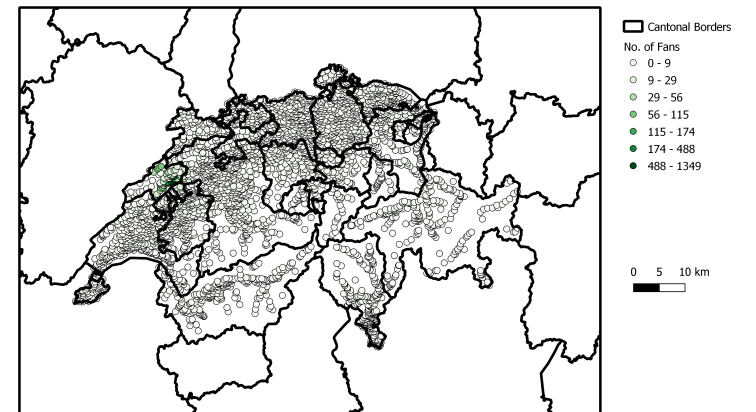 Cantonal Borders
No. of Fans
0 - 9
9 - 29
29 - 56
56 - 115
115 - 174
174 - 488
488 - 1349
0 5 10 km